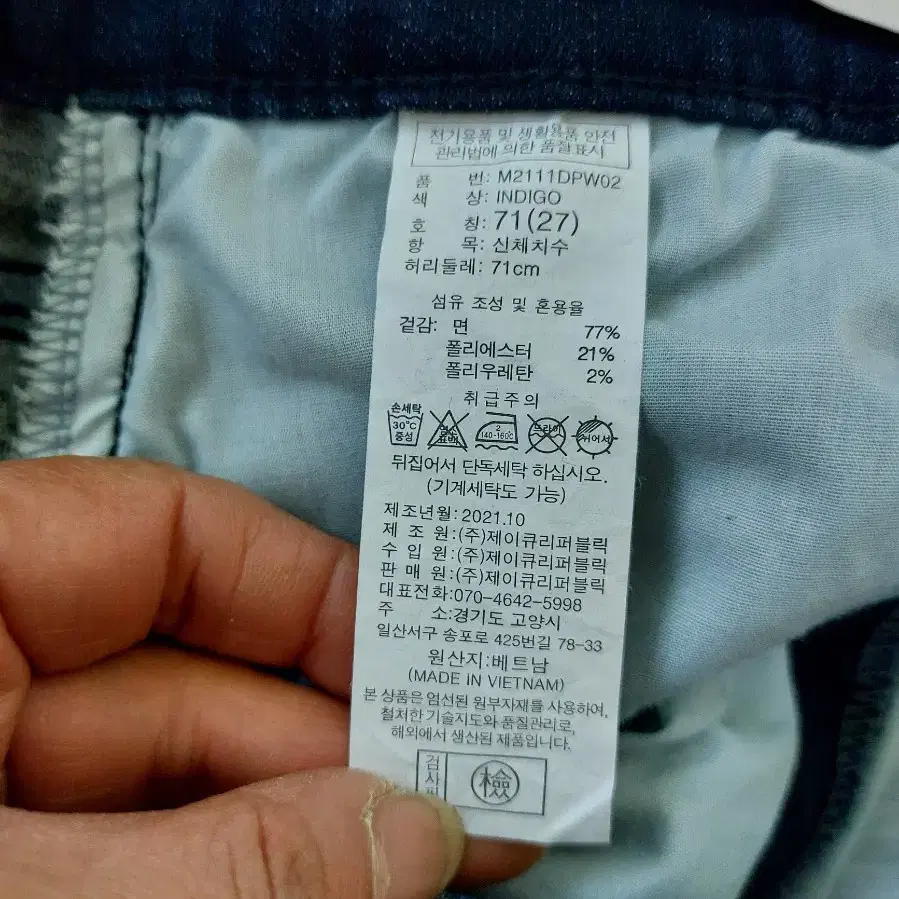 전기용품 및 생활용품 안전
관리법에 의한 품질표시
품 번: M2111DPW02
색 상: INDIGO
호 칭: 71(27)
항 목: 신체치수
허리둘레: 71cm
섬유 조성 및 혼용율
겉감: 면 77%
폴리에스터 21%
폴리우레탄 2%
취급주의
손세탁 30℃ 중성 염소 표백 2 140~160℃ 드라이 뉘어서
뒤집어서 단독세탁 하십시오.
(기계세탁도 가능)
제조년월: 2021.10
제 조 원: (주)제이큐리퍼블릭
수 입 원: (주)제이큐리퍼블릭
판 매 원: (주)제이큐리퍼블릭
대표전화: 070-4642-5998
주 소: 경기도 고양시
일산서구 송포로 425번길 78-33
원산지: 베트남
(MADE IN VIETNAM)
본 상품은 엄선된 원부자재를 사용하여,
철저한 기술지도와 품질관리로,
해외에서 생산된 제품입니다.
검사필 檢